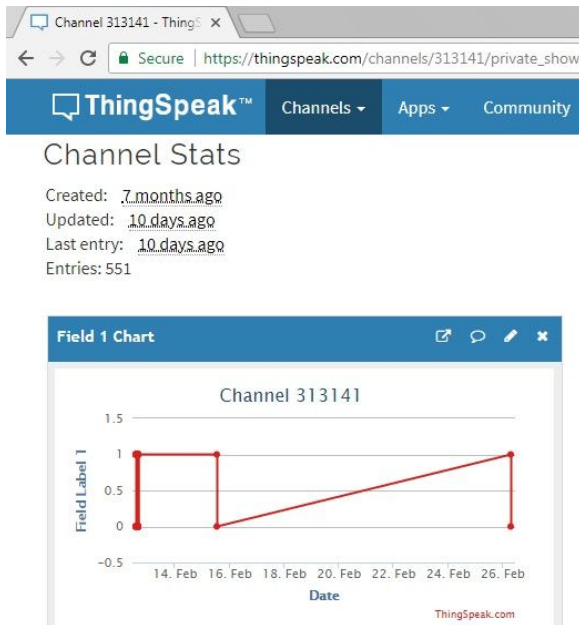 Channel 313141 - ThingS
Secure | https://thingspeak.com/channels/313141/private_show
ThingSpeak™ Channels Apps Community
Channel Stats
Created: 7 months ago
Updated: 10 days ago
Last entry: 10 days ago
Entries: 551
Field 1 Chart
Channel 313141
Field Label 1
1.5
1
0.5
0
-0.5
14. Feb 16. Feb 18. Feb 20. Feb 22. Feb 24. Feb 26. Feb
Date
ThingSpeak.com